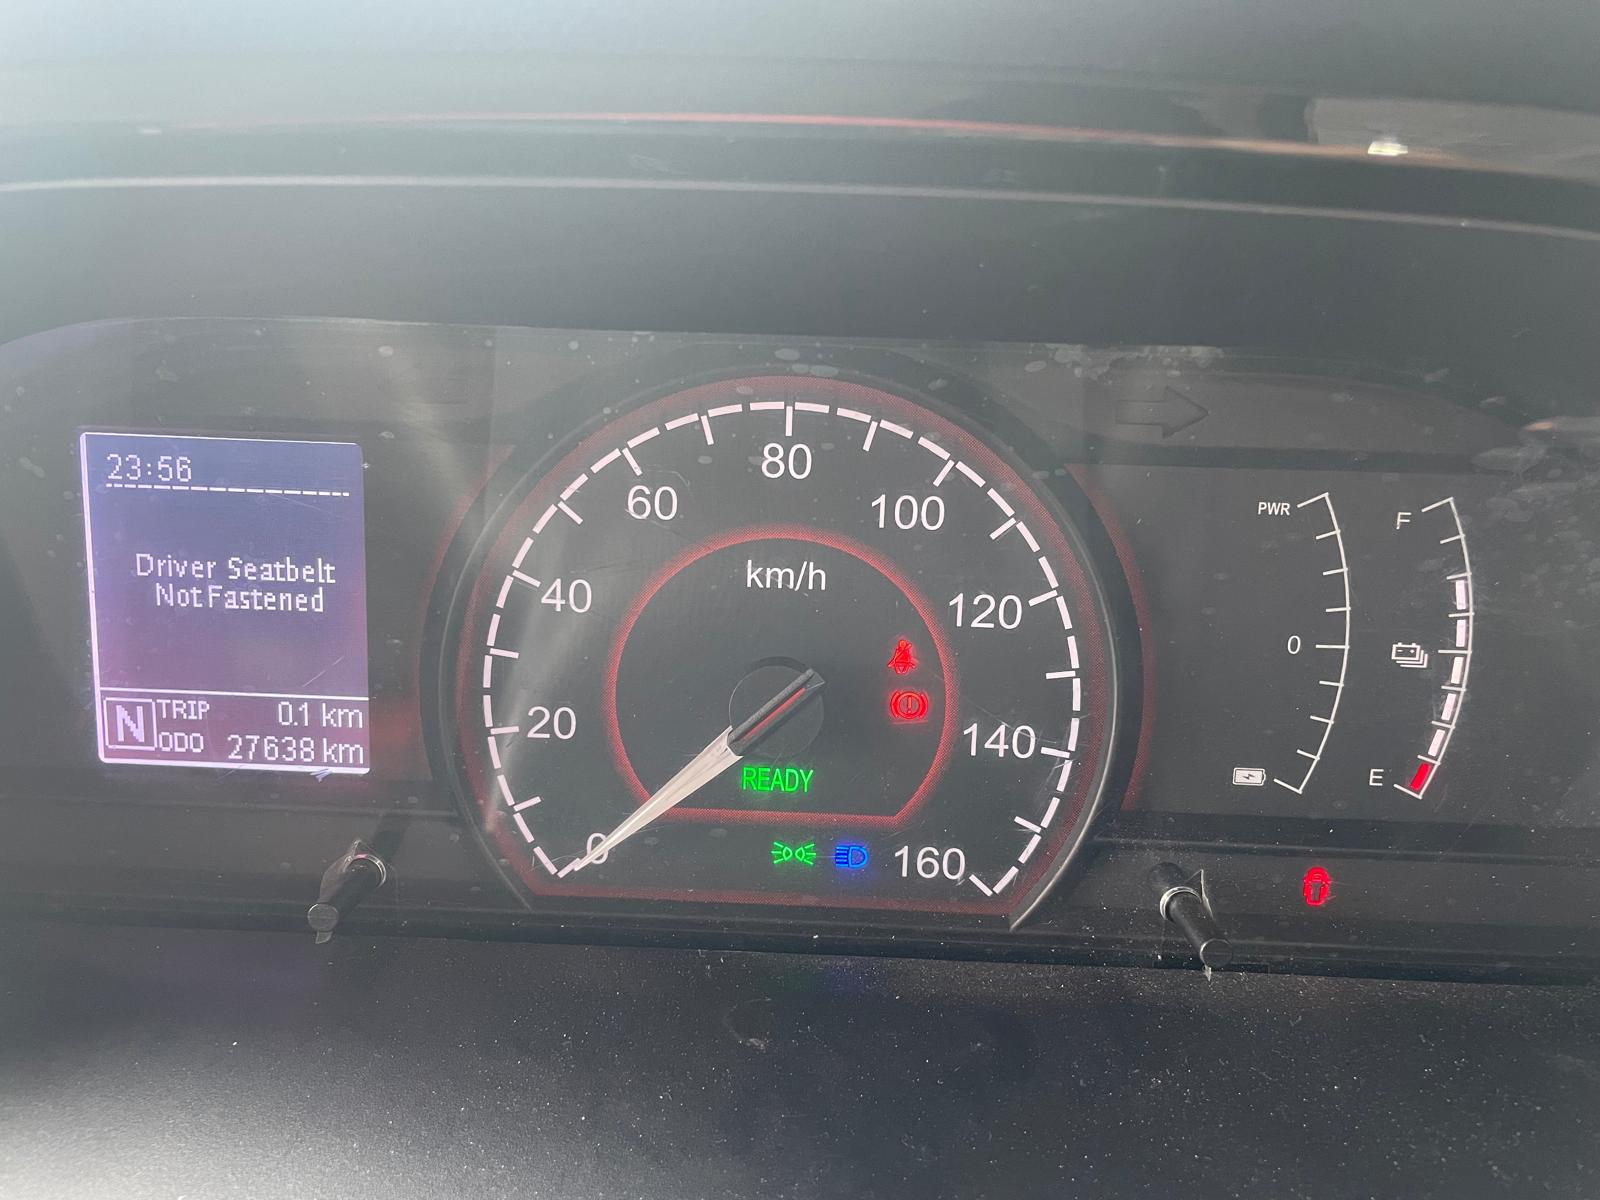 23:56
Driver Seatbelt
Not Fastened
N
TRIP 0.1 km
ODO 27638 km
0
20
40
60
80
100
120
140
160
km/h
READY
PWR
0
F
E